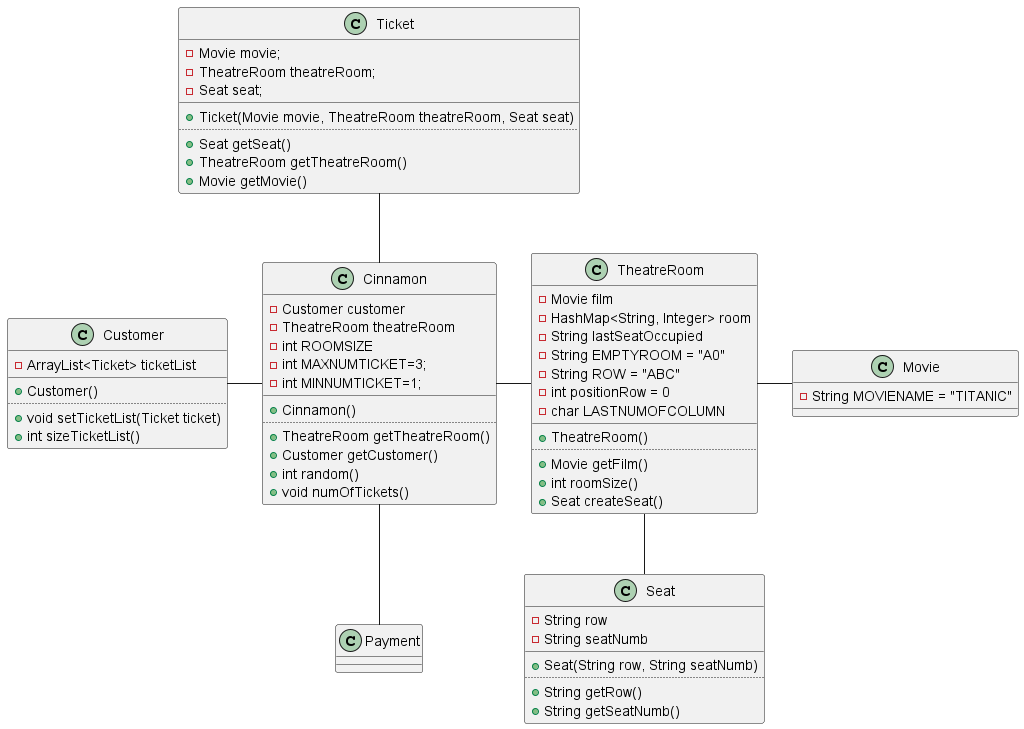 C Ticket
Movie movie;
TheatreRoom theatreRoom;
Seat seat;
Ticket(Movie movie, TheatreRoom theatreRoom, Seat seat)
Seat getSeat()
TheatreRoom getTheatreRoom()
Movie getMovie()
C Customer
ArrayList<Ticket> ticketList
Customer()
void setTicketList(Ticket ticket)
int sizeTicketList()
C Cinnamon
Customer customer
TheatreRoom theatreRoom
int ROOMSIZE
int MAXNUMTICKET=3;
int MINNUMTICKET=1;
Cinnamon()
TheatreRoom getTheatreRoom()
Customer getCustomer()
int random()
void numOfTickets()
C TheatreRoom
Movie film
HashMap<String, Integer> room
String lastSeatOccupied
String EMPTYROOM = "A0"
String ROW = "ABC"
int positionRow = 0
char LASTNUMOFCOLUMN
TheatreRoom()
Movie getFilm()
int roomSize()
Seat createSeat()
C Movie
String MOVIENAME = "TITANIC"
C Payment
C Seat
String row
String seatNumb
Seat(String row, String seatNumb)
String getRow()
String getSeatNumb()